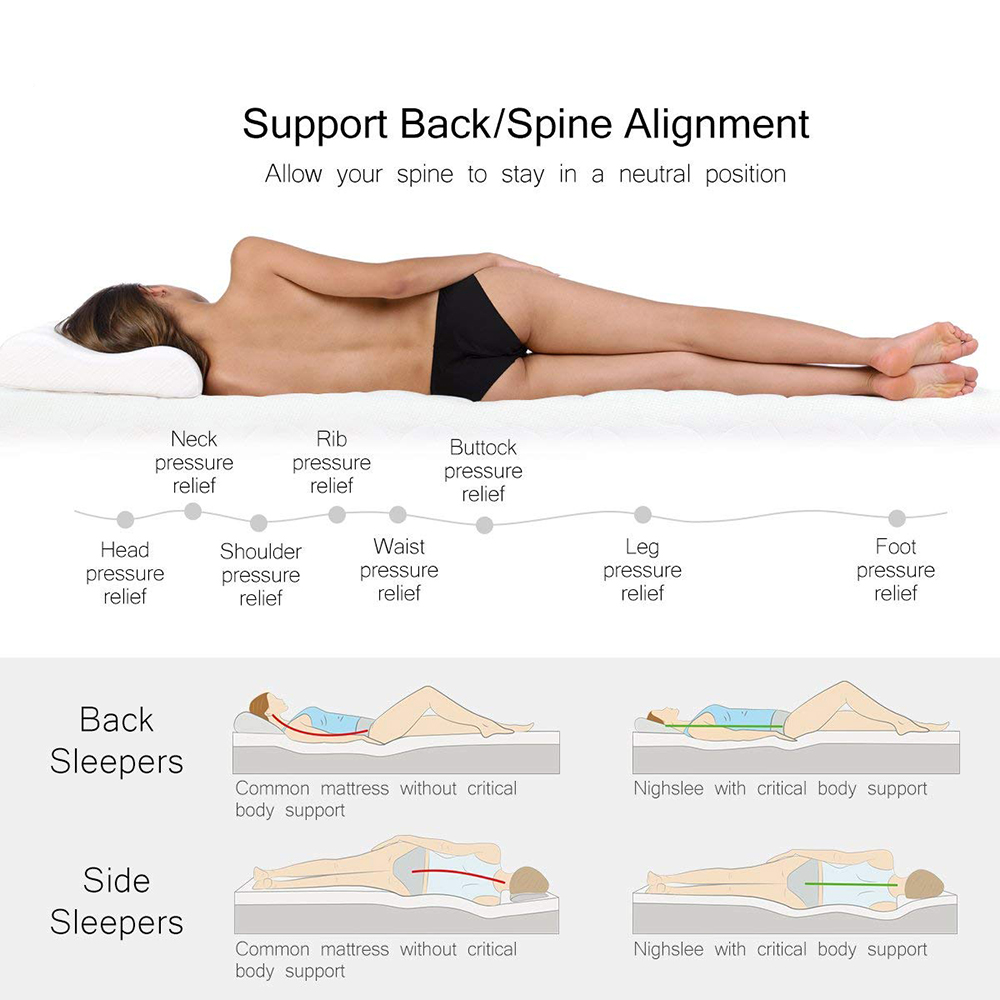 Support Back/Spine Alignment
Allow your spine to stay in a neutral position
Neck
pressure
relief
Rib
pressure
relief
Buttock
pressure
relief
Head
pressure
relief
Shoulder
pressure
relief
Waist
pressure
relief
Leg
pressure
relief
Foot
pressure
relief
Back
Sleepers
Common mattress without critical
body support
Nighslee with critical body support
Side
Sleepers
Common mattress without critical
body support
Nighslee with critical body support